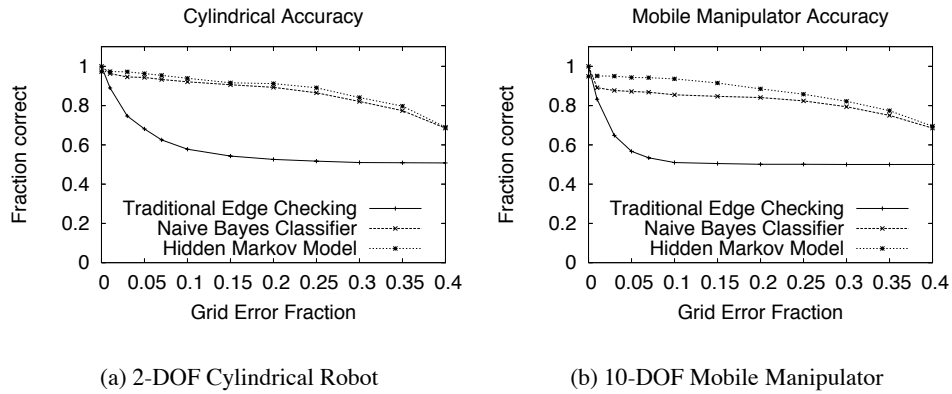 Cylindrical Accuracy
Fraction correct
1
0.8
0.6
0.4
0.2
0
Traditional Edge Checking
Naive Bayes Classifier
Hidden Markov Model
0 0.05 0.1 0.15 0.2 0.25 0.3 0.35 0.4
Grid Error Fraction
(a) 2-DOF Cylindrical Robot
Mobile Manipulator Accuracy
Fraction correct
1
0.8
0.6
0.4
0.2
0
Traditional Edge Checking
Naive Bayes Classifier
Hidden Markov Model
0 0.05 0.1 0.15 0.2 0.25 0.3 0.35 0.4
Grid Error Fraction
(b) 10-DOF Mobile Manipulator